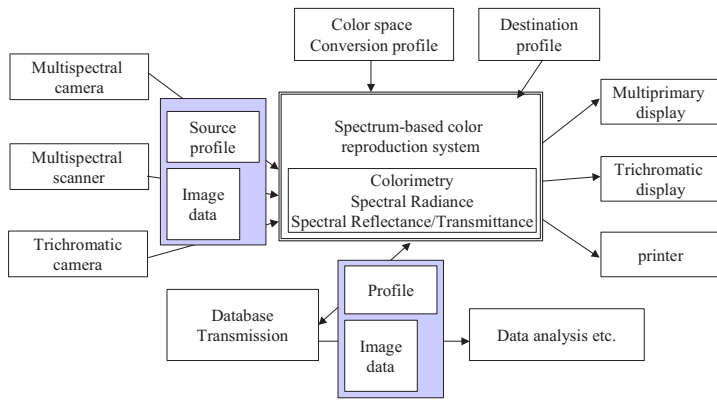 Color space
Conversion profile
Destination
profile
Multispectral
camera
Source
profile
Multispectral
scanner
Image
data
Trichromatic
camera
Spectrum-based color
reproduction system
Colorimetry
Spectral Radiance
Spectral Reflectance/Transmittance
Multiprimary
display
Trichromatic
display
printer
Database
Transmission
Profile
Image
data
Data analysis etc.